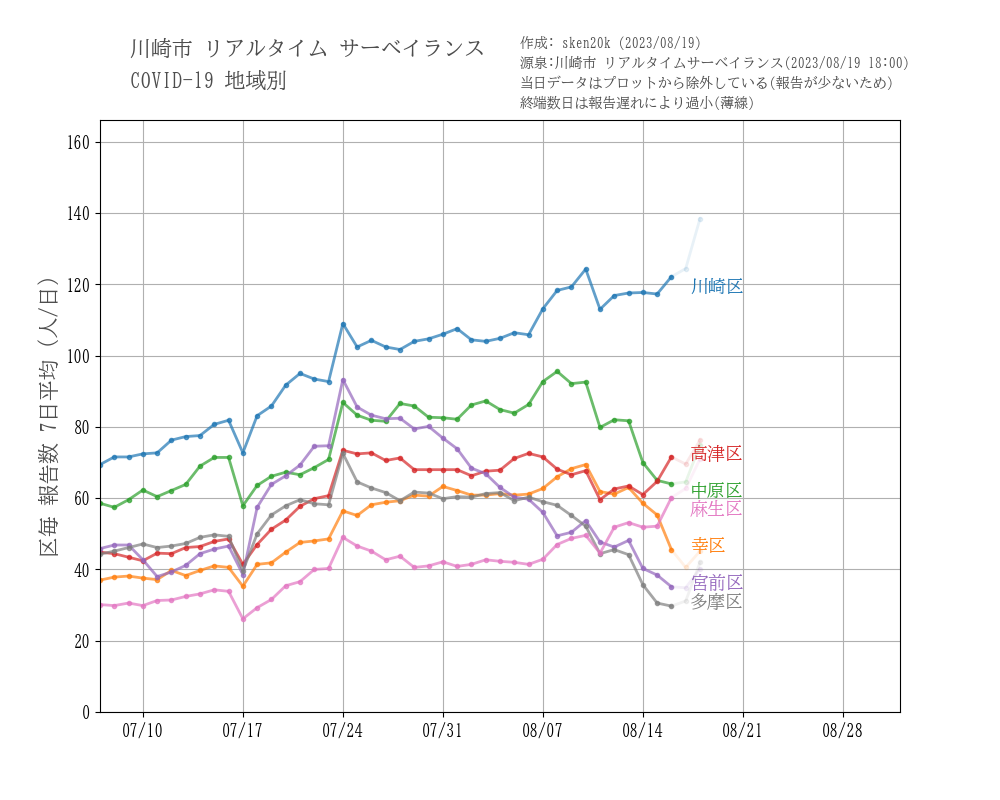 川崎市 リアルタイム サーベイランス
COVID-19 地域別
作成: sken20k (2023/08/19)
源泉:川崎市 リアルタイムサーベイランス(2023/08/19 18:00)
当日データはプロットから除外している(報告が少ないため)
終端数日は報告遅れにより過小(薄線)
区毎 報告数 7日平均 (人/日)
160
140
120
100
80
60
40
20
0
川崎区
高津区
中原区
麻生区
幸区
宮前区
多摩区
07/10
07/17
07/24
07/31
08/07
08/14
08/21
08/28